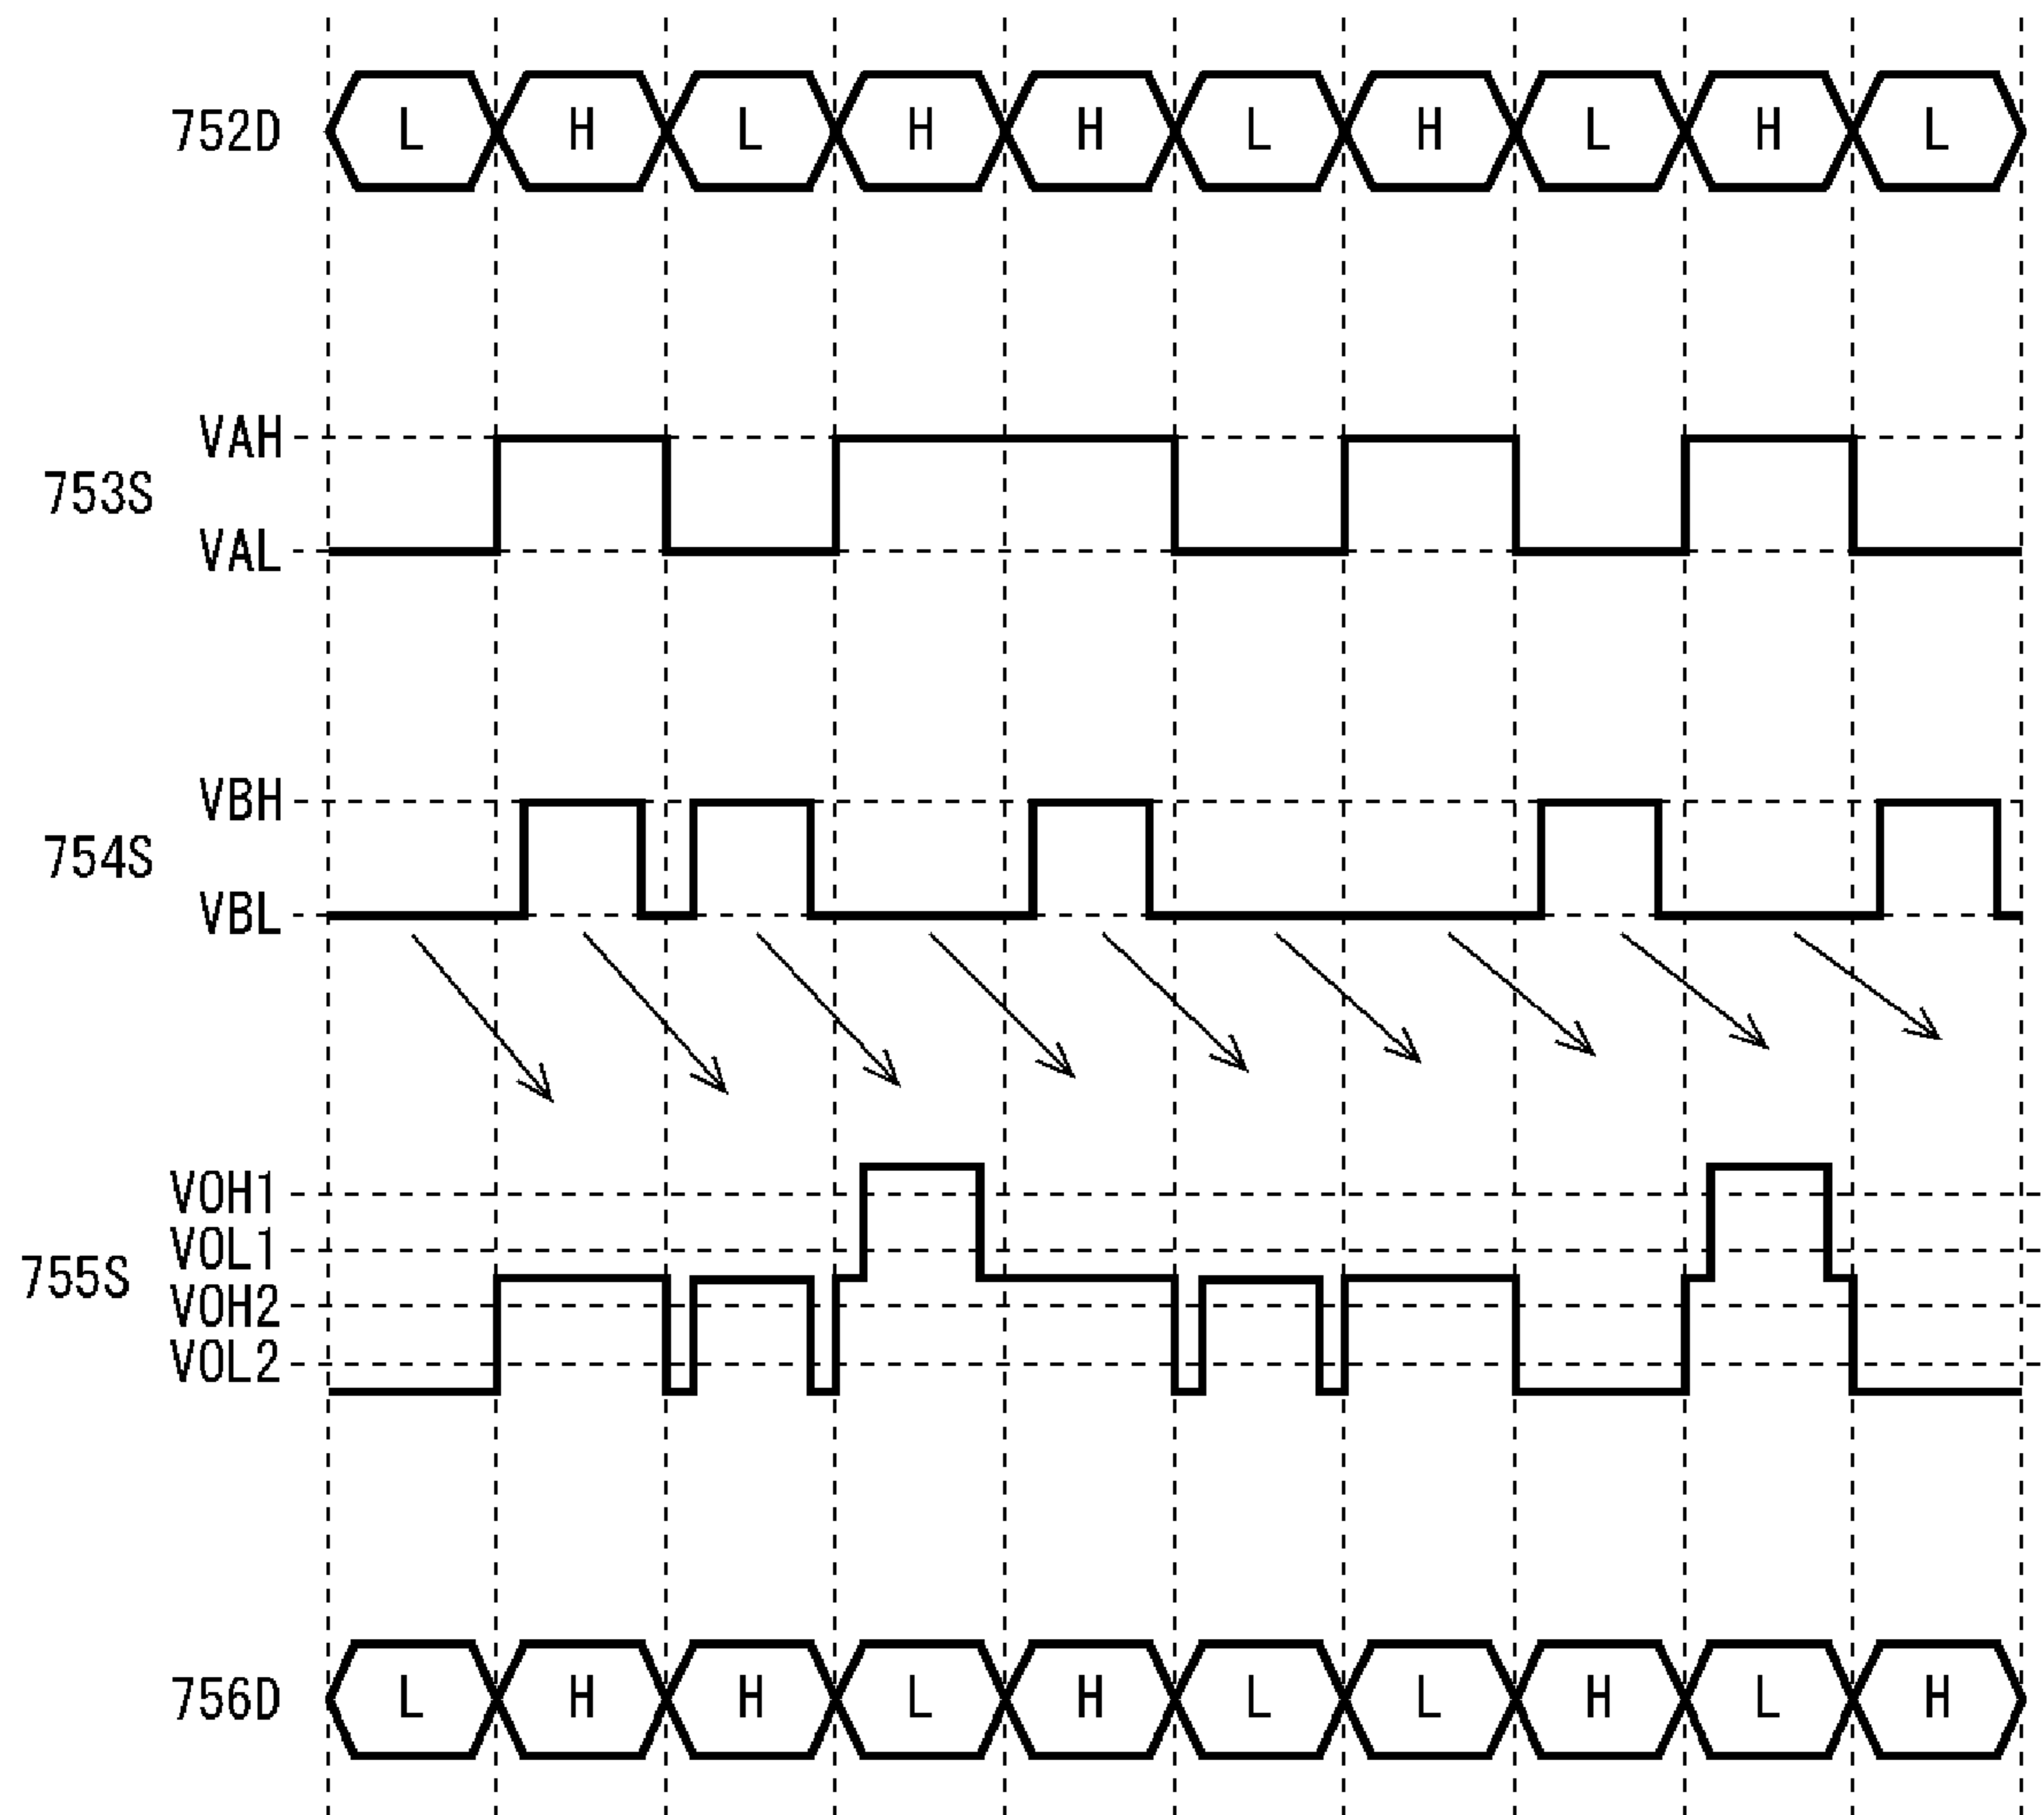 752D L H L H H L H L H L
VAH
753S
VAL
VBH
754S
VBL
VOH1
VOL1
755S
VOH2
VOL2
756D L H H L H L L H L H